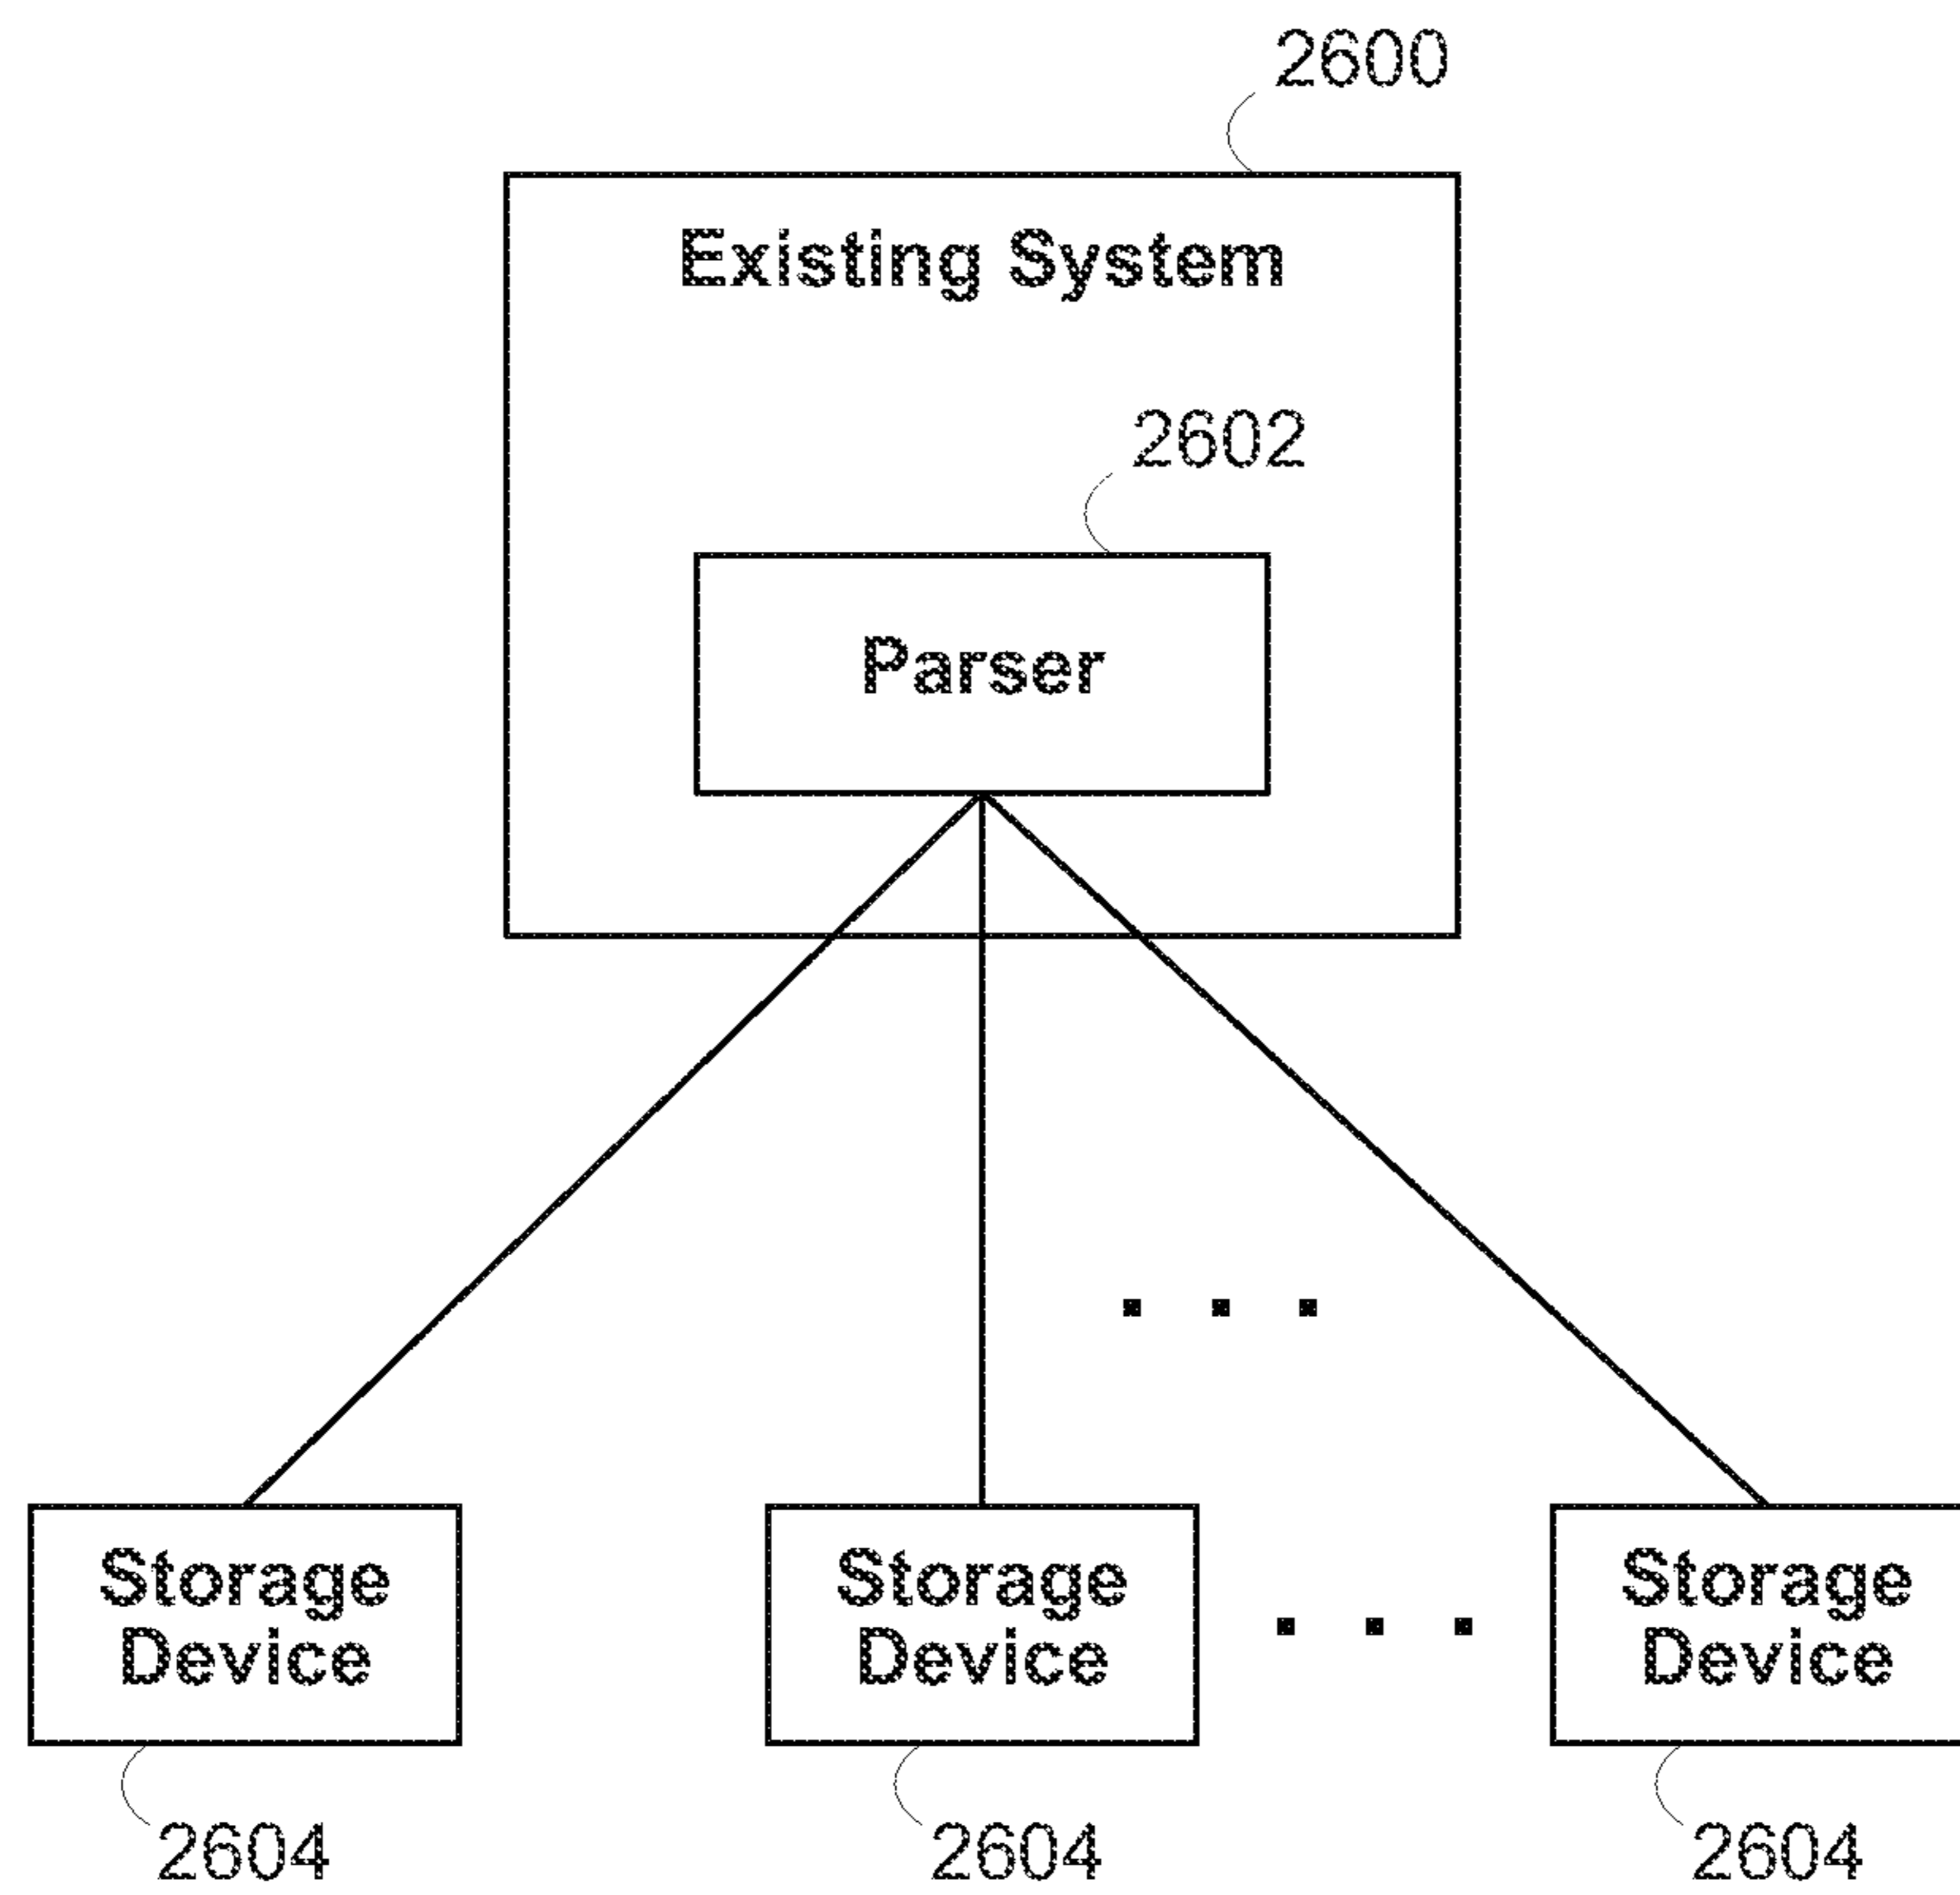 2600
Existing System
2602
Parser
Storage
Device
Storage
Device
. . .
Storage
Device
2604
2604
2604